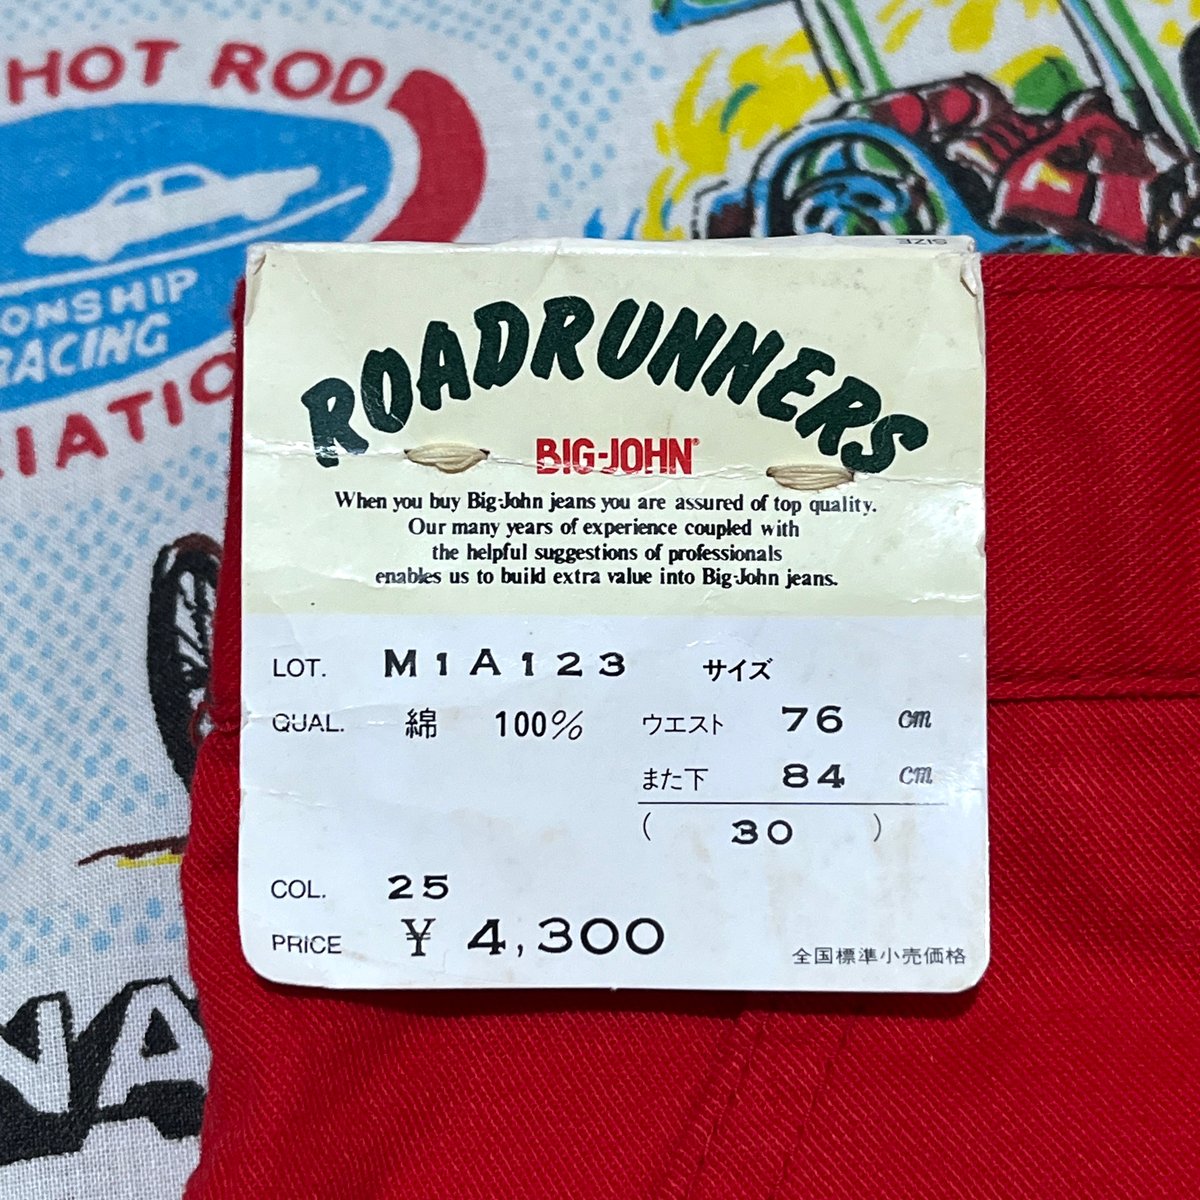 HOT ROD
ONSHIP
RACING
CIATIO
SIZE
ROADRUNNERS
BIG-JOHN®
When you buy Big-John jeans you are assured of top quality.
Our many years of experience coupled with
the helpful suggestions of professionals
enables us to build extra value into Big-John jeans.
LOT. M1A123 サイズ
QUAL. 綿 100% ウエスト 76 cm
また下 84 cm
( 30 )
COL. 25
PRICE ¥ 4,300 全国標準小売価格
NA